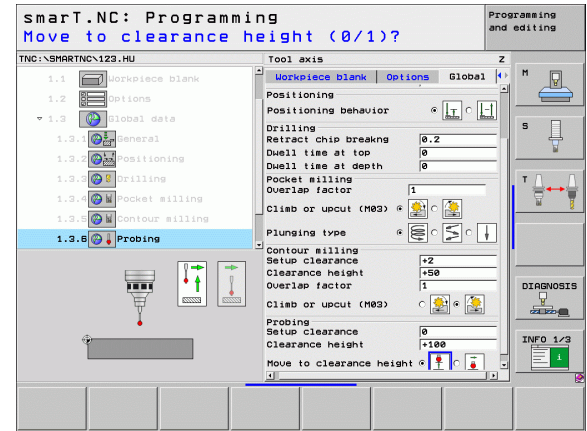 smarT.NC: Programming
Programming and editing
Move to clearance height (0/1)?
TNC:\SMARTNC\123.HU
Tool axis Z
1.1 Workpiece blank
1.2 Options
1.3 Global data
1.3.1 General
1.3.2 Positioning
1.3.3 Drilling
1.3.4 Pocket milling
1.3.5 Contour milling
1.3.6 Probing
Workpiece blank Options Global
Positioning
Positioning behavior
Drilling
Retract chip breakng 0.2
Dwell time at top 0
Dwell time at depth 0
Pocket milling
Overlap factor 1
Climb or upcut (M03)
Plunging type
Contour milling
Setup clearance +2
Clearance height +50
Overlap factor 1
Climb or upcut (M03)
Probing
Setup clearance 0
Clearance height +100
Move to clearance height
M
S
T
DIAGNOSIS
INFO 1/3
i